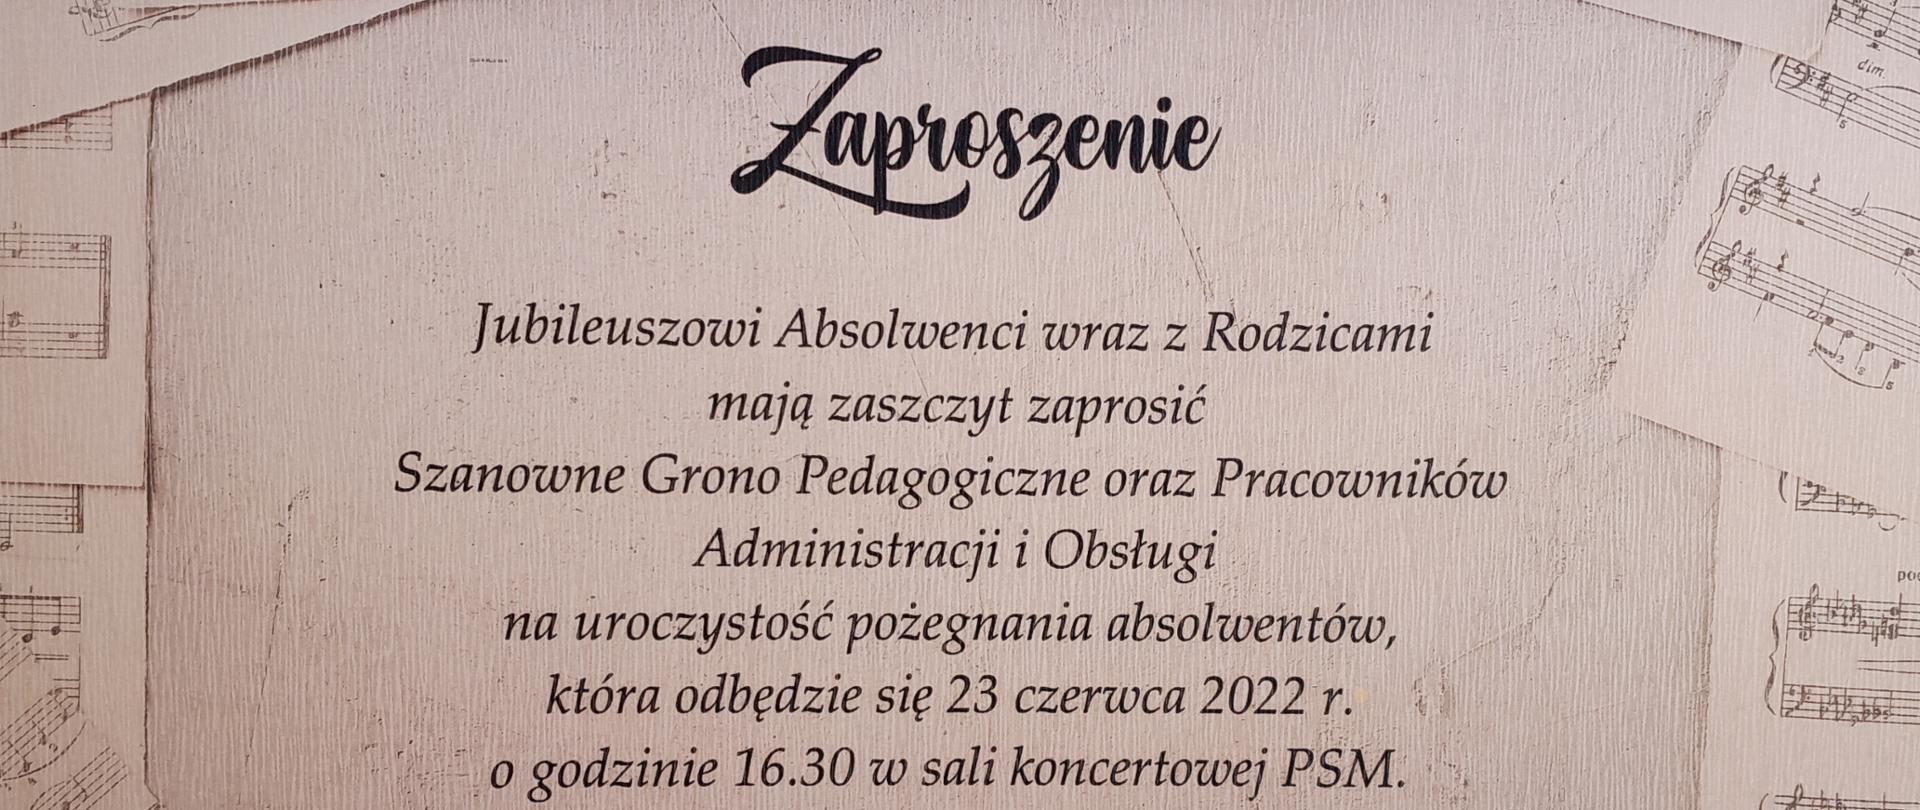 Zaproszenie
Jubileuszowi Absolwenci wraz z Rodzicami
mają zaszczyt zaprosić
Szanowne Grono Pedagogiczne oraz Pracowników
Administracji i Obsługi
na uroczystość pożegnania absolwentów,
która odbędzie się 23 czerwca 2022 r.
o godzinie 16.30 w sali koncertowej PSM.
dim.